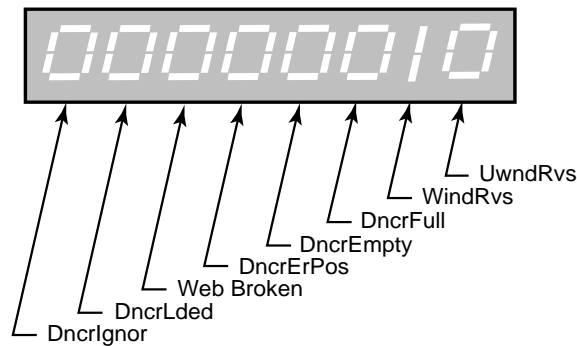 00000010
UwndRvs
WindRvs
DncrFull
DncrEmpty
DncrErPos
Web Broken
DncrLded
DncrIgnor